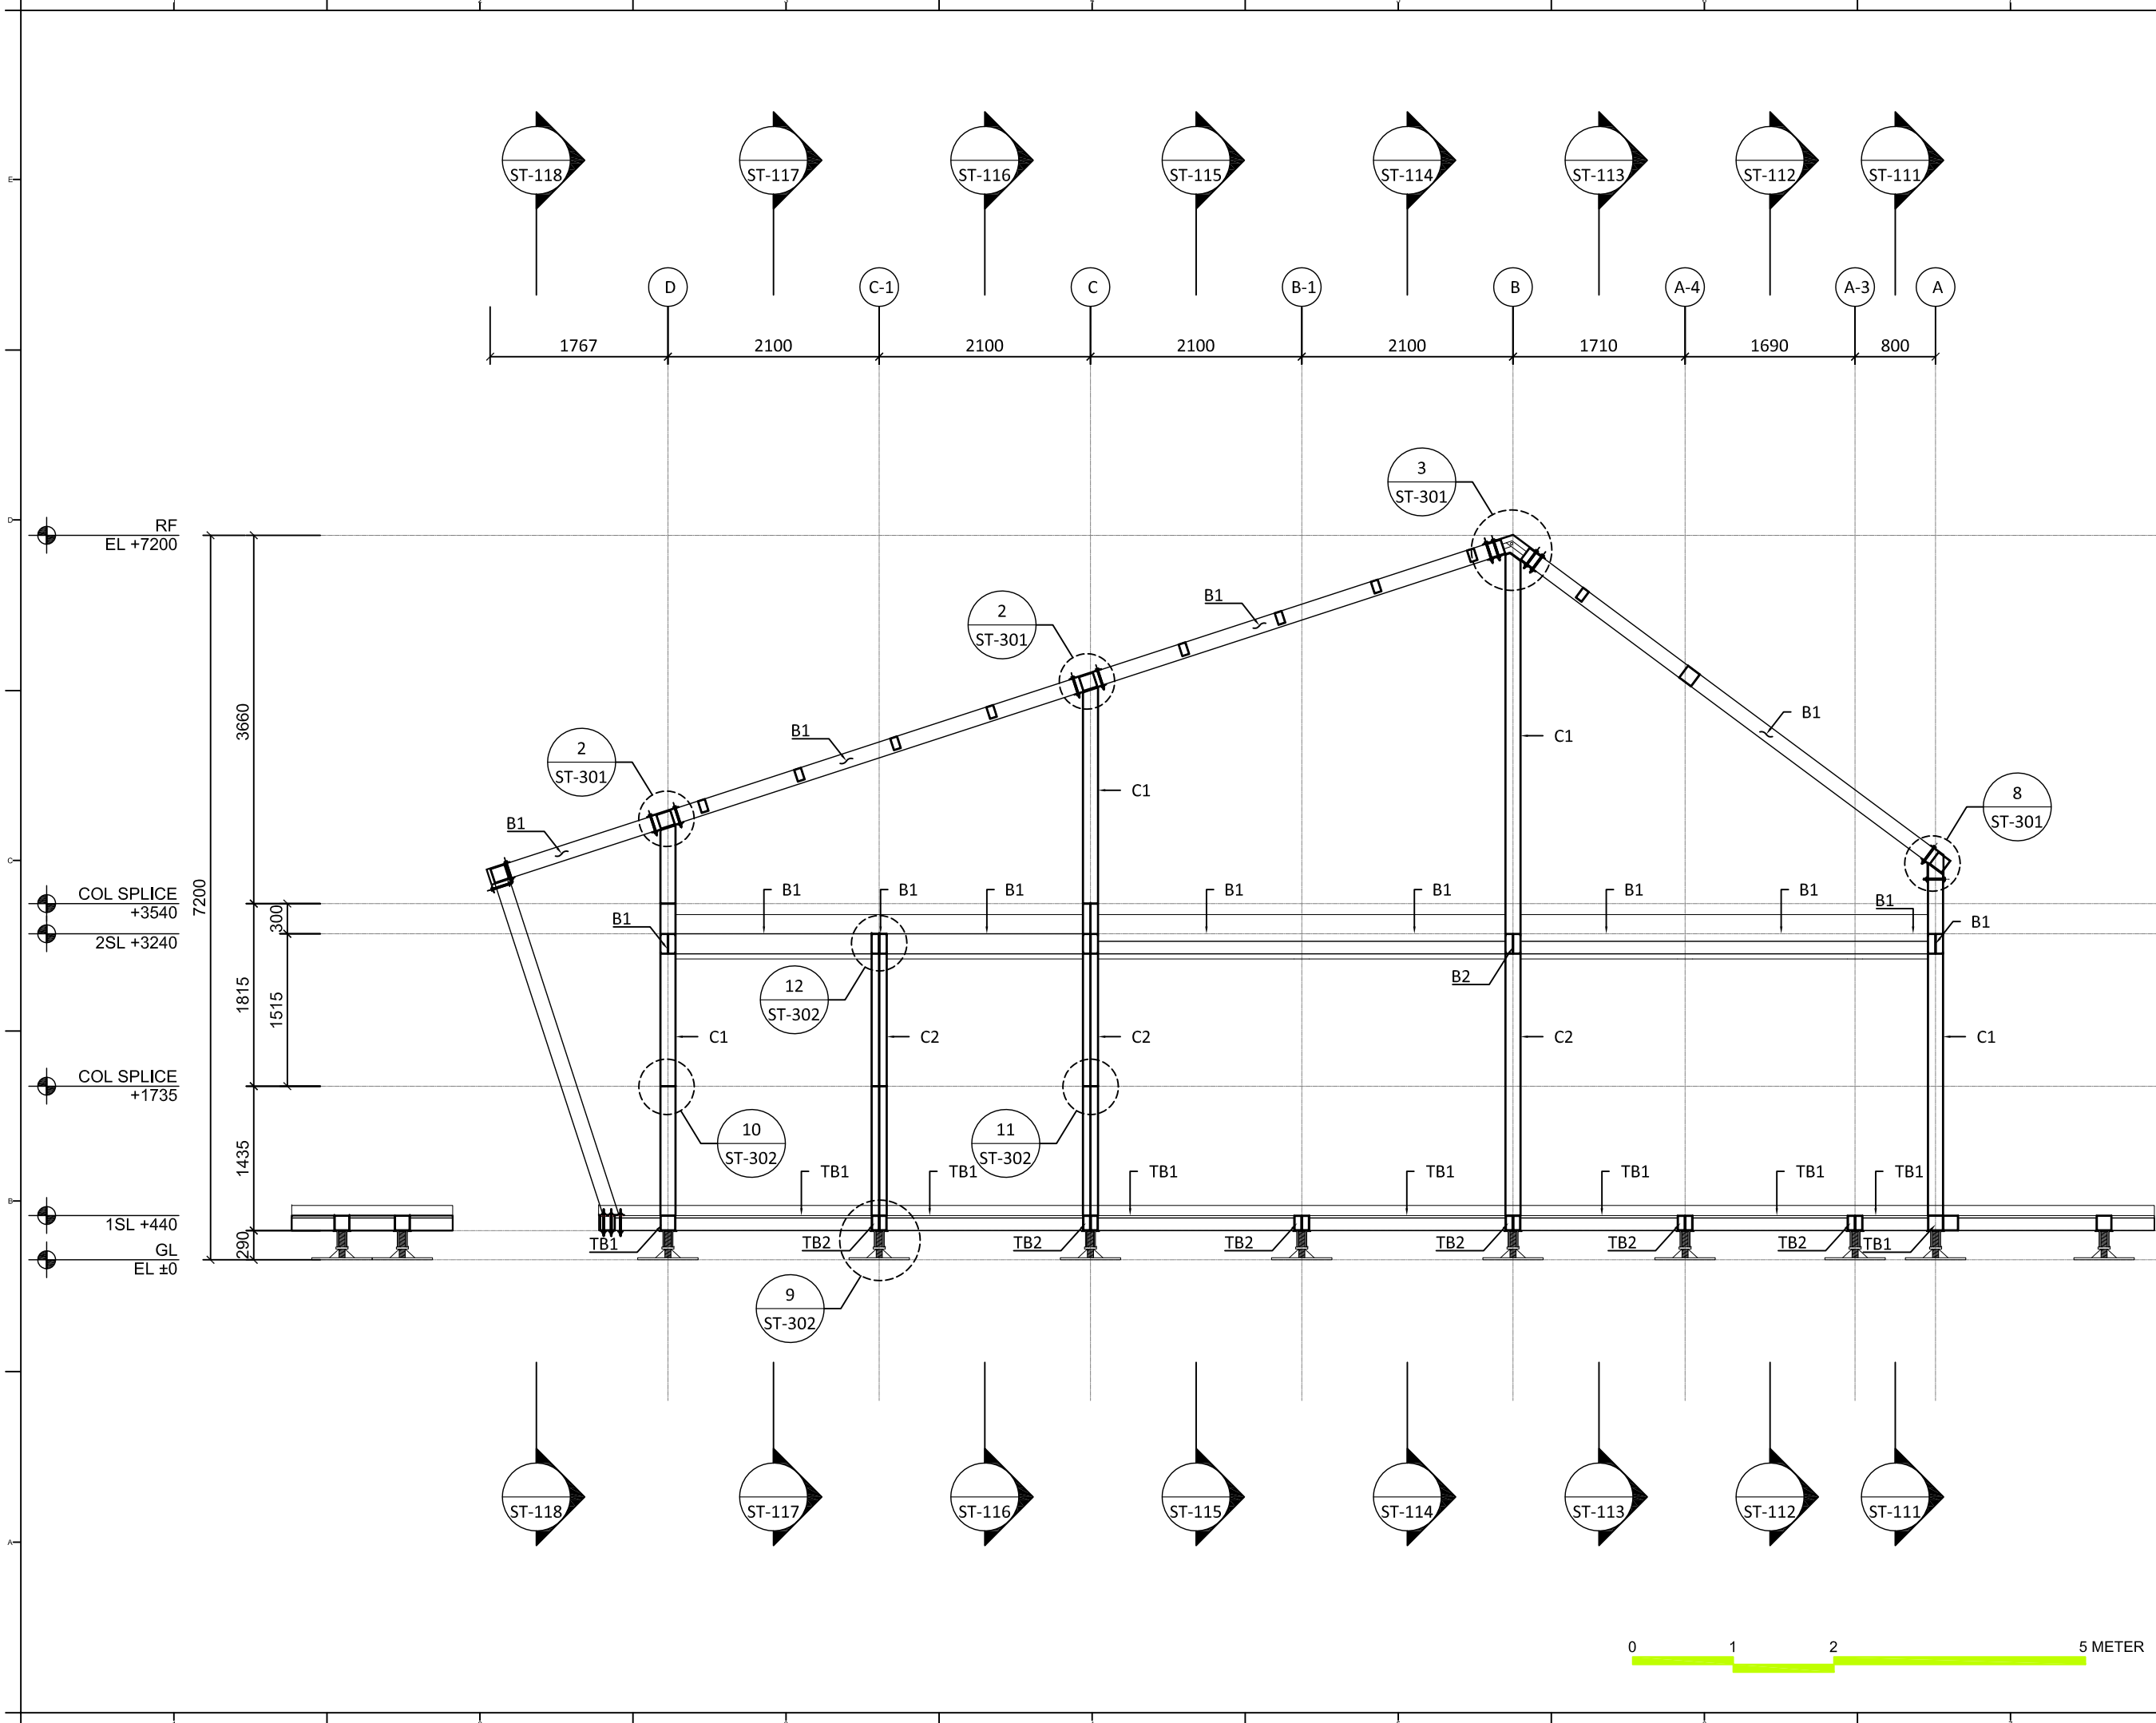 ST-118 ST-117 ST-116 ST-115 ST-114 ST-113 ST-112 ST-111
D C-1 C B-1 B A-4 A-3 A
1767 2100 2100 2100 2100 1710 1690 800
3
ST-301
RF
EL +7200
2
ST-301
B1
3660
B1
B1
C1
2
ST-301
C1
8
ST-301
B1
7200
COL SPLICE
+3540
300
B1 B1 B1 B1 B1 B1 B1 B1
B1 B1
2SL +3240
B2
12
ST-302
1815
1515
C1 C2 C2 C2 C1
COL SPLICE
+1735
10
ST-302
11
ST-302
1435
TB1 TB1 TB1 TB1 TB1 TB1 TB1
1SL +440
290
TB1 TB2 TB2 TB2 TB2 TB2 TB2 TB1
GL
EL ±0
9
ST-302
ST-118 ST-117 ST-116 ST-115 ST-114 ST-113 ST-112 ST-111
0 1 2 5 METER